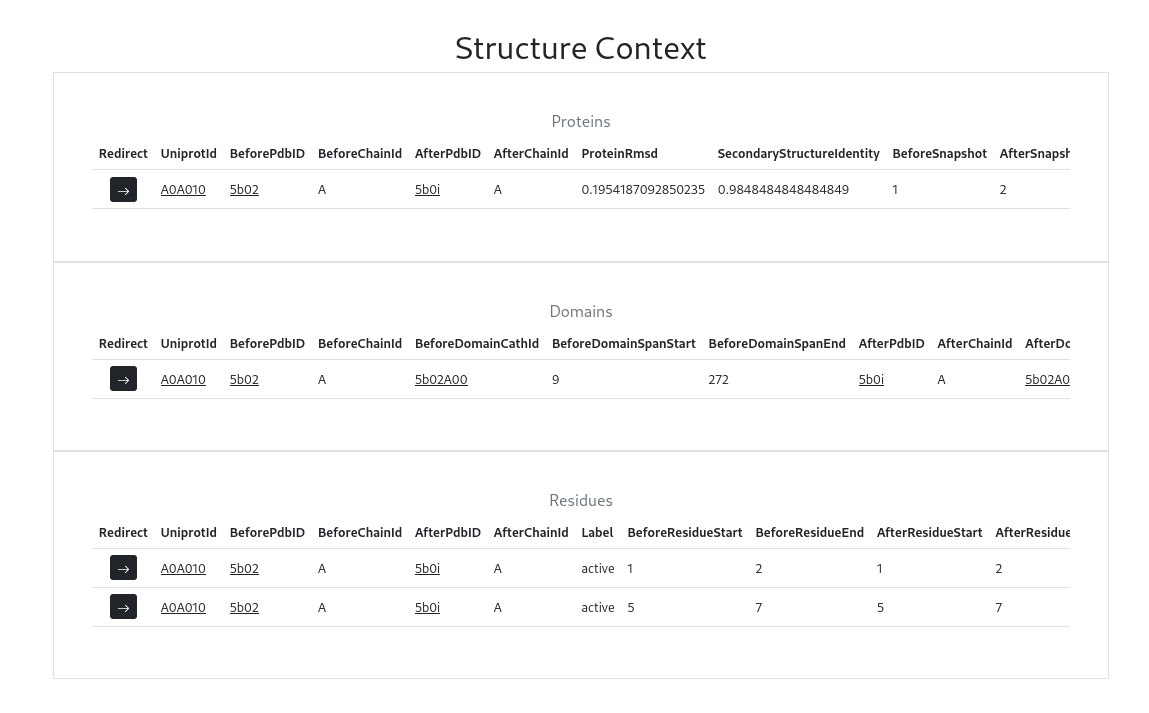 Structure Context
Proteins
Redirect UniprotId BeforePdbID BeforeChainId AfterPdbID AfterChainId ProteinRmsd SecondaryStructureIdentity BeforeSnapshot AfterSnapsh
→ A0A010 5b02 A 5b0i A 0.1954187092850235 0.9848484848484849 1 2
Domains
Redirect UniprotId BeforePdbID BeforeChainId BeforeDomainCathId BeforeDomainSpanStart BeforeDomainSpanEnd AfterPdbID AfterChainId AfterDo
→ A0A010 5b02 A 5b02A00 9 272 5b0i A 5b02A0
Residues
Redirect UniprotId BeforePdbID BeforeChainId AfterPdbID AfterChainId Label BeforeResidueStart BeforeResidueEnd AfterResidueStart AfterResidue
→ A0A010 5b02 A 5b0i A active 1 2 1 2
→ A0A010 5b02 A 5b0i A active 5 7 5 7